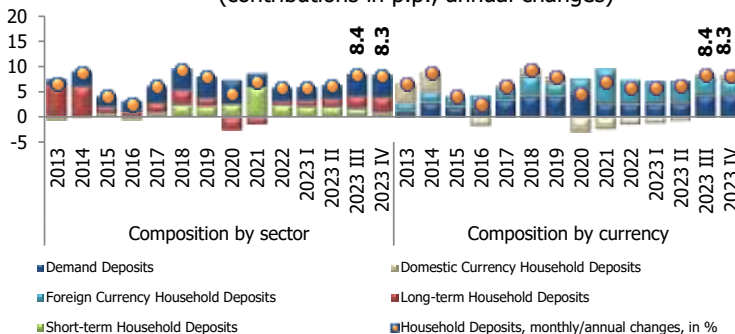 (contributions in p.p., annual changes)
20
15
10
5
0
-5
8.4
8.3
8.4
8.3
2013
2014
2015
2016
2017
2018
2019
2020
2021
2022
2023 I
2023 II
2023 III
2023 IV
2013
2014
2015
2016
2017
2018
2019
2020
2021
2022
2023 I
2023 II
2023 III
2023 IV
Composition by sector
Composition by currency
Demand Deposits
Domestic Currency Household Deposits
Foreign Currency Household Deposits
Long-term Household Deposits
Short-term Household Deposits
Household Deposits, monthly/annual changes, in %